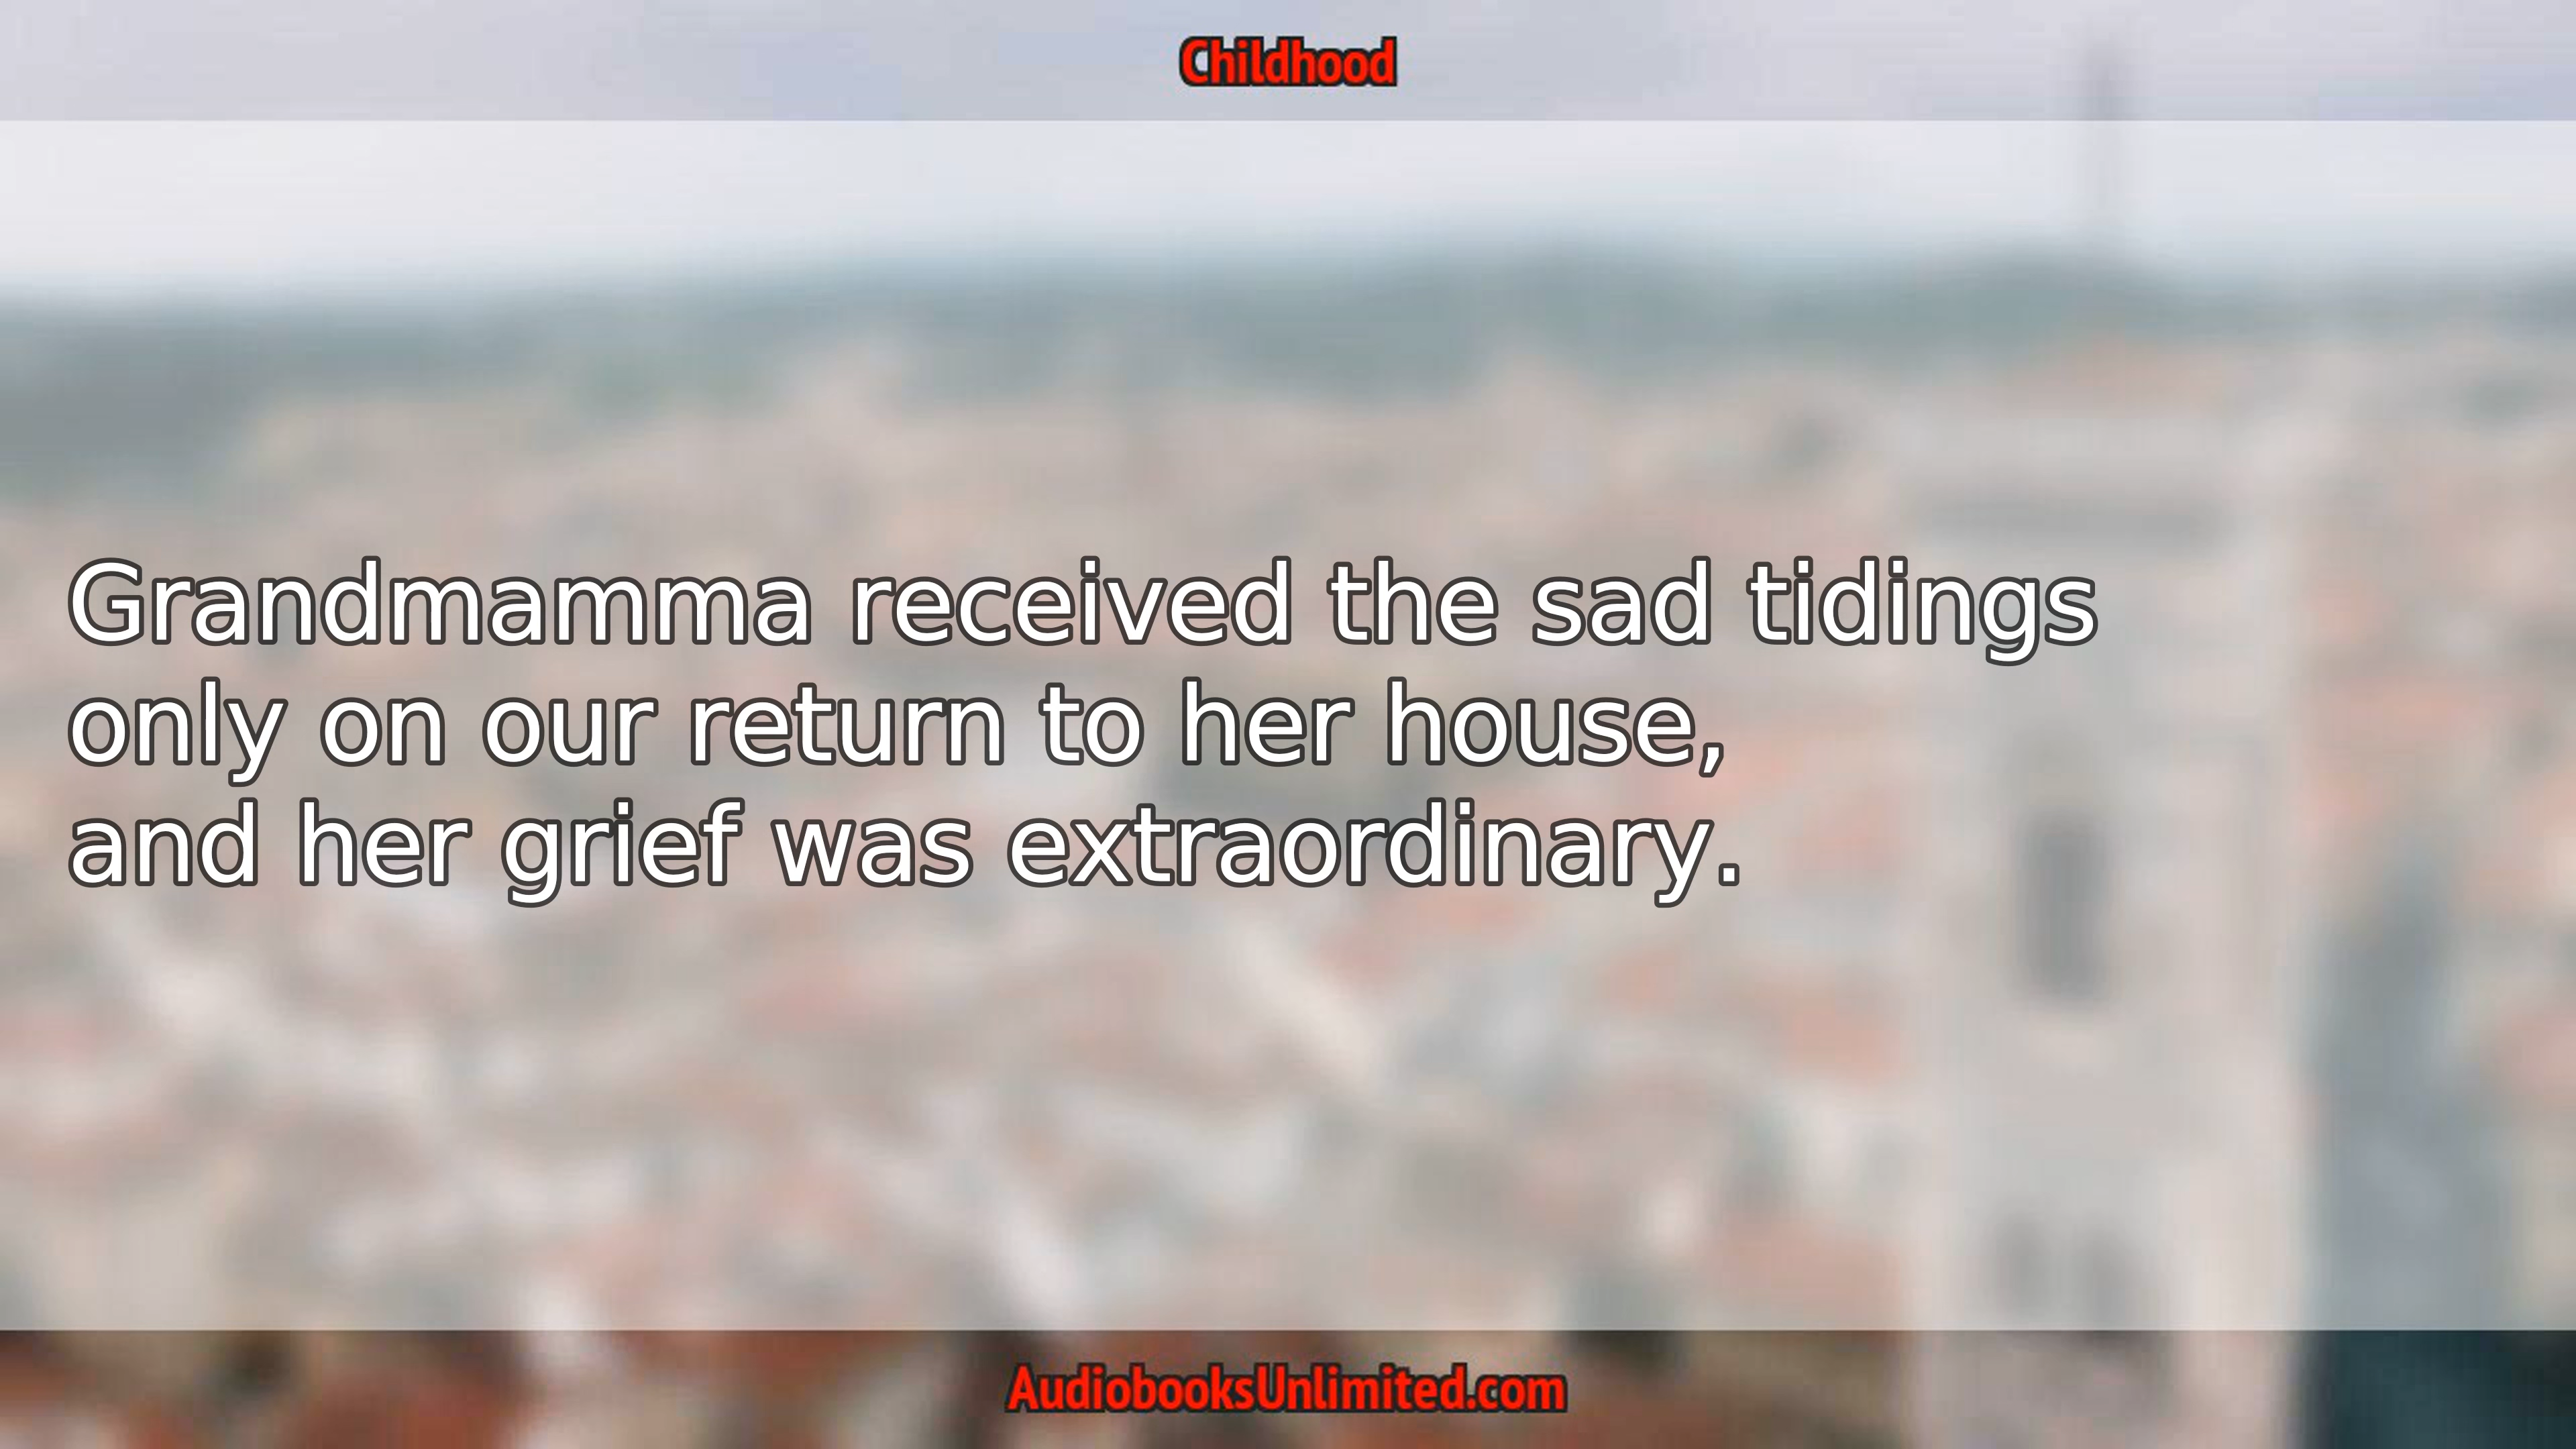 Childhood
Grandmamma received the sad tidings
only on our return to her house,
and her grief was extraordinary.
AudiobooksUnlimited.com